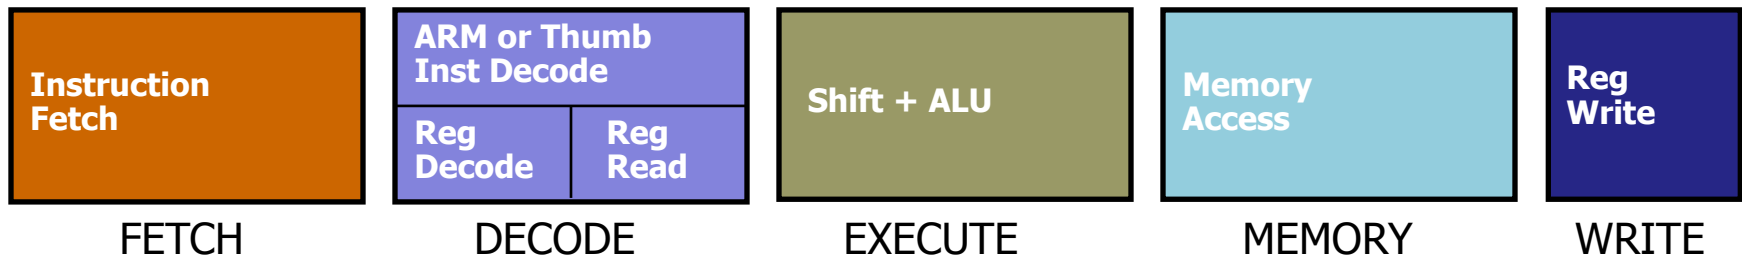 Instruction
Fetch
ARM or Thumb
Inst Decode
Reg
Decode
Reg
Read
Shift + ALU
Memory
Access
Reg
Write
FETCH
DECODE
EXECUTE
MEMORY
WRITE